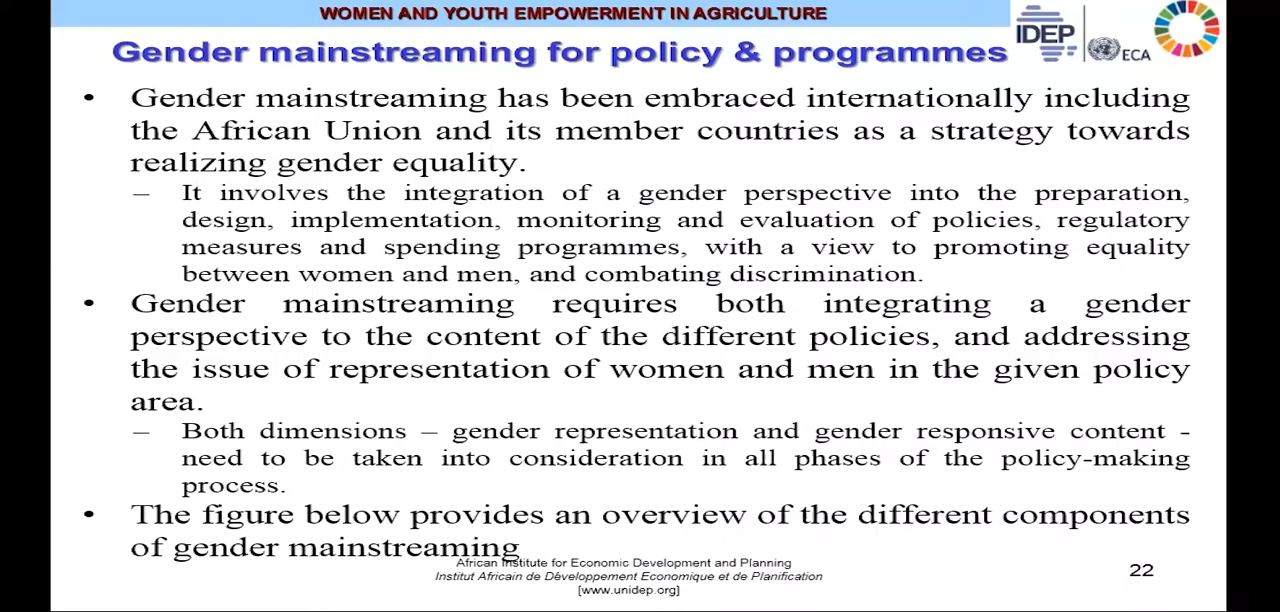 WOMEN AND YOUTH EMPOWERMENT IN AGRICULTURE
Gender mainstreaming for policy & programmes
IDEP
ECA
• Gender mainstreaming has been embraced internationally including
the African Union and its member countries as a strategy towards
realizing gender equality.
– It involves the integration of a gender perspective into the preparation,
design, implementation, monitoring and evaluation of policies, regulatory
measures and spending programmes, with a view to promoting equality
between women and men, and combating discrimination.
• Gender mainstreaming requires both integrating a gender
perspective to the content of the different policies, and addressing
the issue of representation of women and men in the given policy
area.
– Both dimensions – gender representation and gender responsive content -
need to be taken into consideration in all phases of the policy-making
process.
• The figure below provides an overview of the different components
of gender mainstreaming
African Institute for Economic Development and Planning
Institut Africain de Développement Economique et de Planification
[www.unidep.org]
22